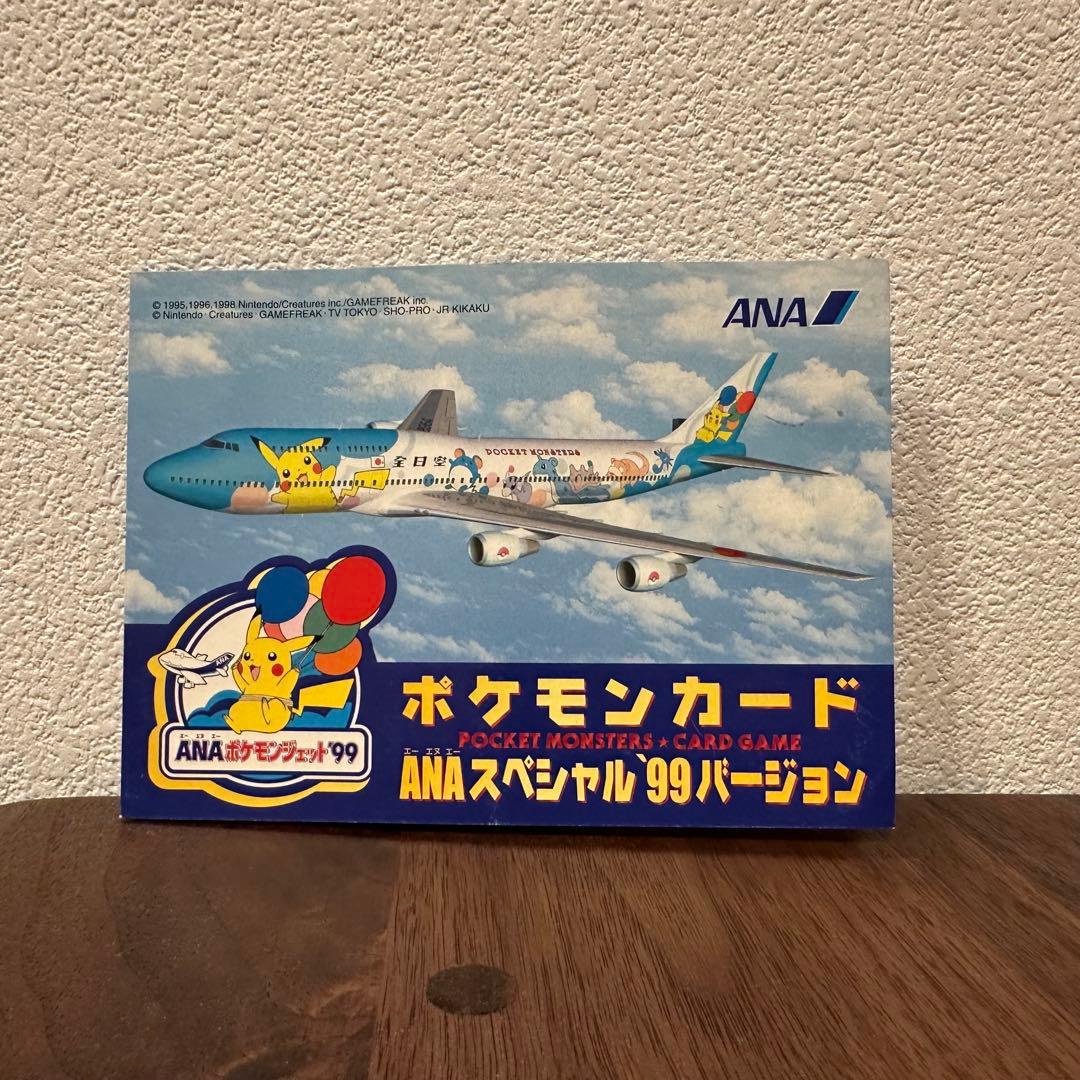 © 1995,1996,1998 Nintendo/Creatures inc./GAMEFREAK inc.
© Nintendo · Creatures · GAMEFREAK · TV TOKYO · SHO-PRO · JR KIKAKU
ANA
POCKET MONSTERS
全日空
ANA
エー エヌ エー
ANAポケモンジェット'99
ポケモンカード
POCKET MONSTERS★CARD GAME
エー エヌ エー
ANAスペシャル'99バージョン